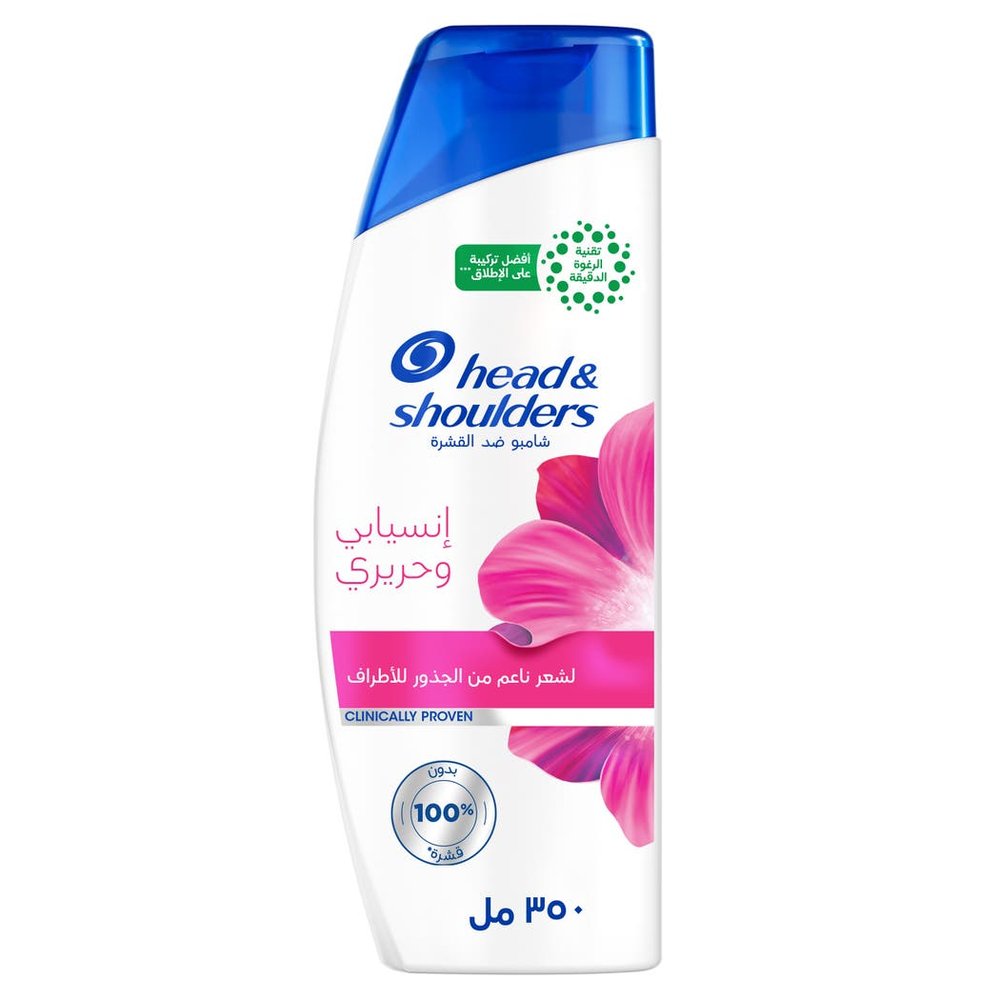 أفضل تركيبة
على الإطلاق***
تقنية
الرغوة
الدقيقة
head &
shoulders
شامبو ضد القشرة
إنسيابي
وحريري
لشعر ناعم من الجذور للأطراف
CLINICALLY PROVEN
بدون
100%
قشرة*
٣٥٠ مل